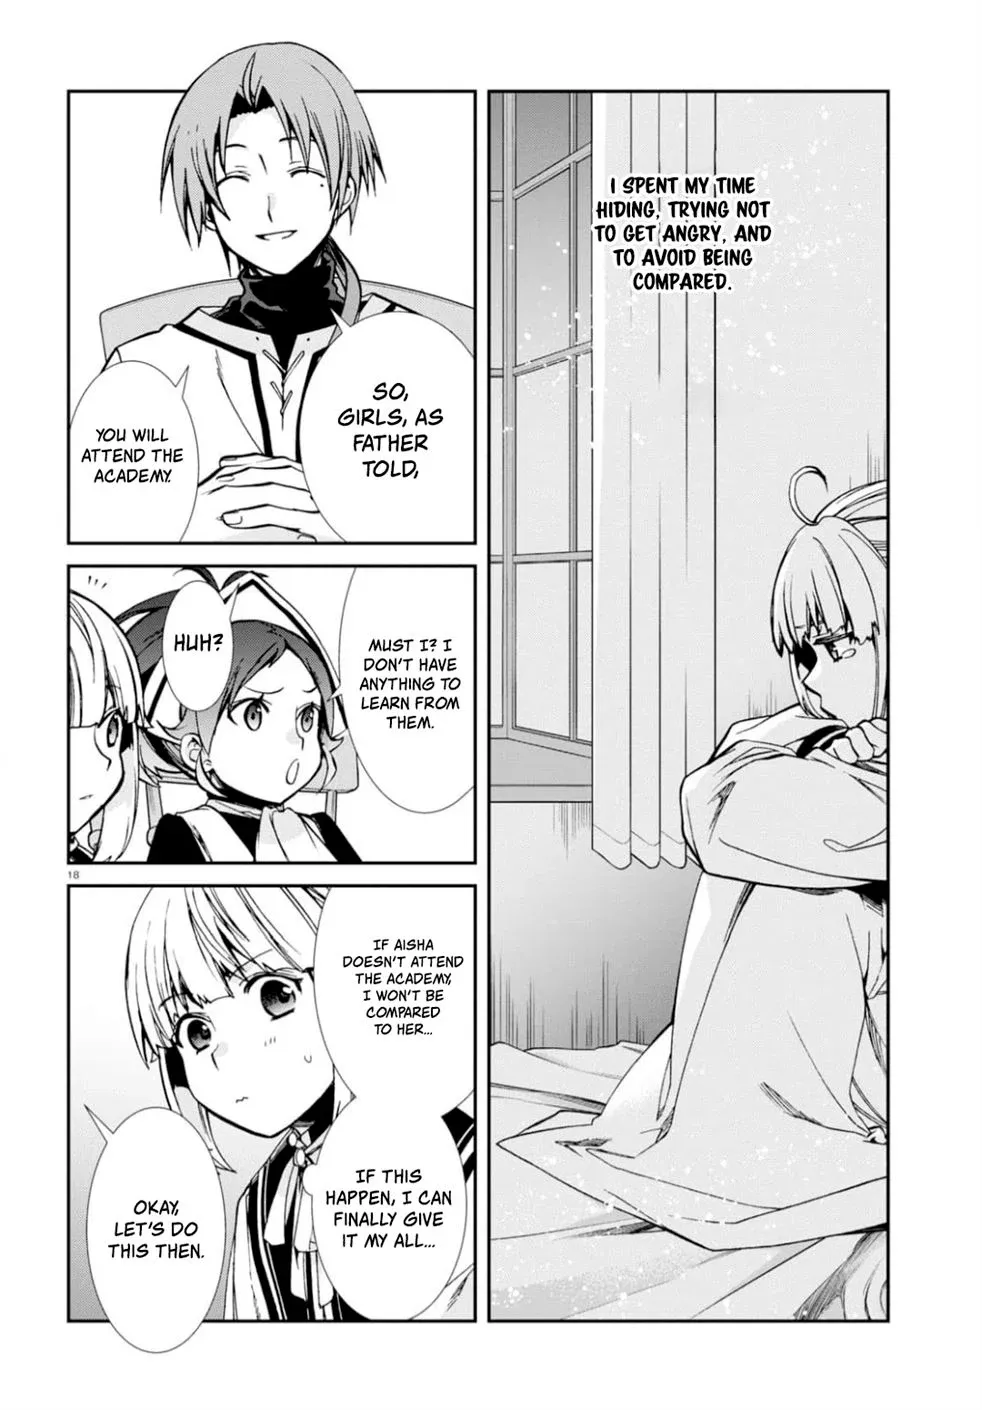 I SPENT MY TIME
HIDING, TRYING NOT
TO GET ANGRY, AND
TO AVOID BEING
COMPARED.
SO,
GIRLS, AS
FATHER
TOLD,
YOU WILL
ATTEND THE
ACADEMY.
MUST I? I
DON'T HAVE
ANYTHING TO
LEARN FROM
THEM.
HUH?
18
IF AISHA
DOESN'T ATTEND
THE ACADEMY,
I WON'T BE
COMPARED
TO HER...
IF THIS
HAPPEN, I CAN
FINALLY GIVE
IT MY ALL...
OKAY,
LET'S DO
THIS THEN.